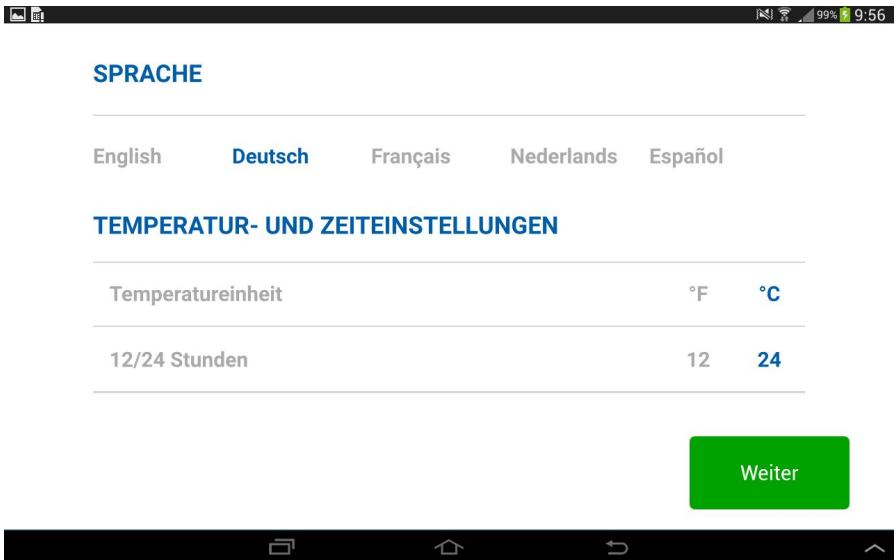 99% 9:56
SPRACHE
English Deutsch Français Nederlands Español
TEMPERATUR- UND ZEITEINSTELLUNGEN
Temperatureinheit °F °C
12/24 Stunden 12 24
Weiter